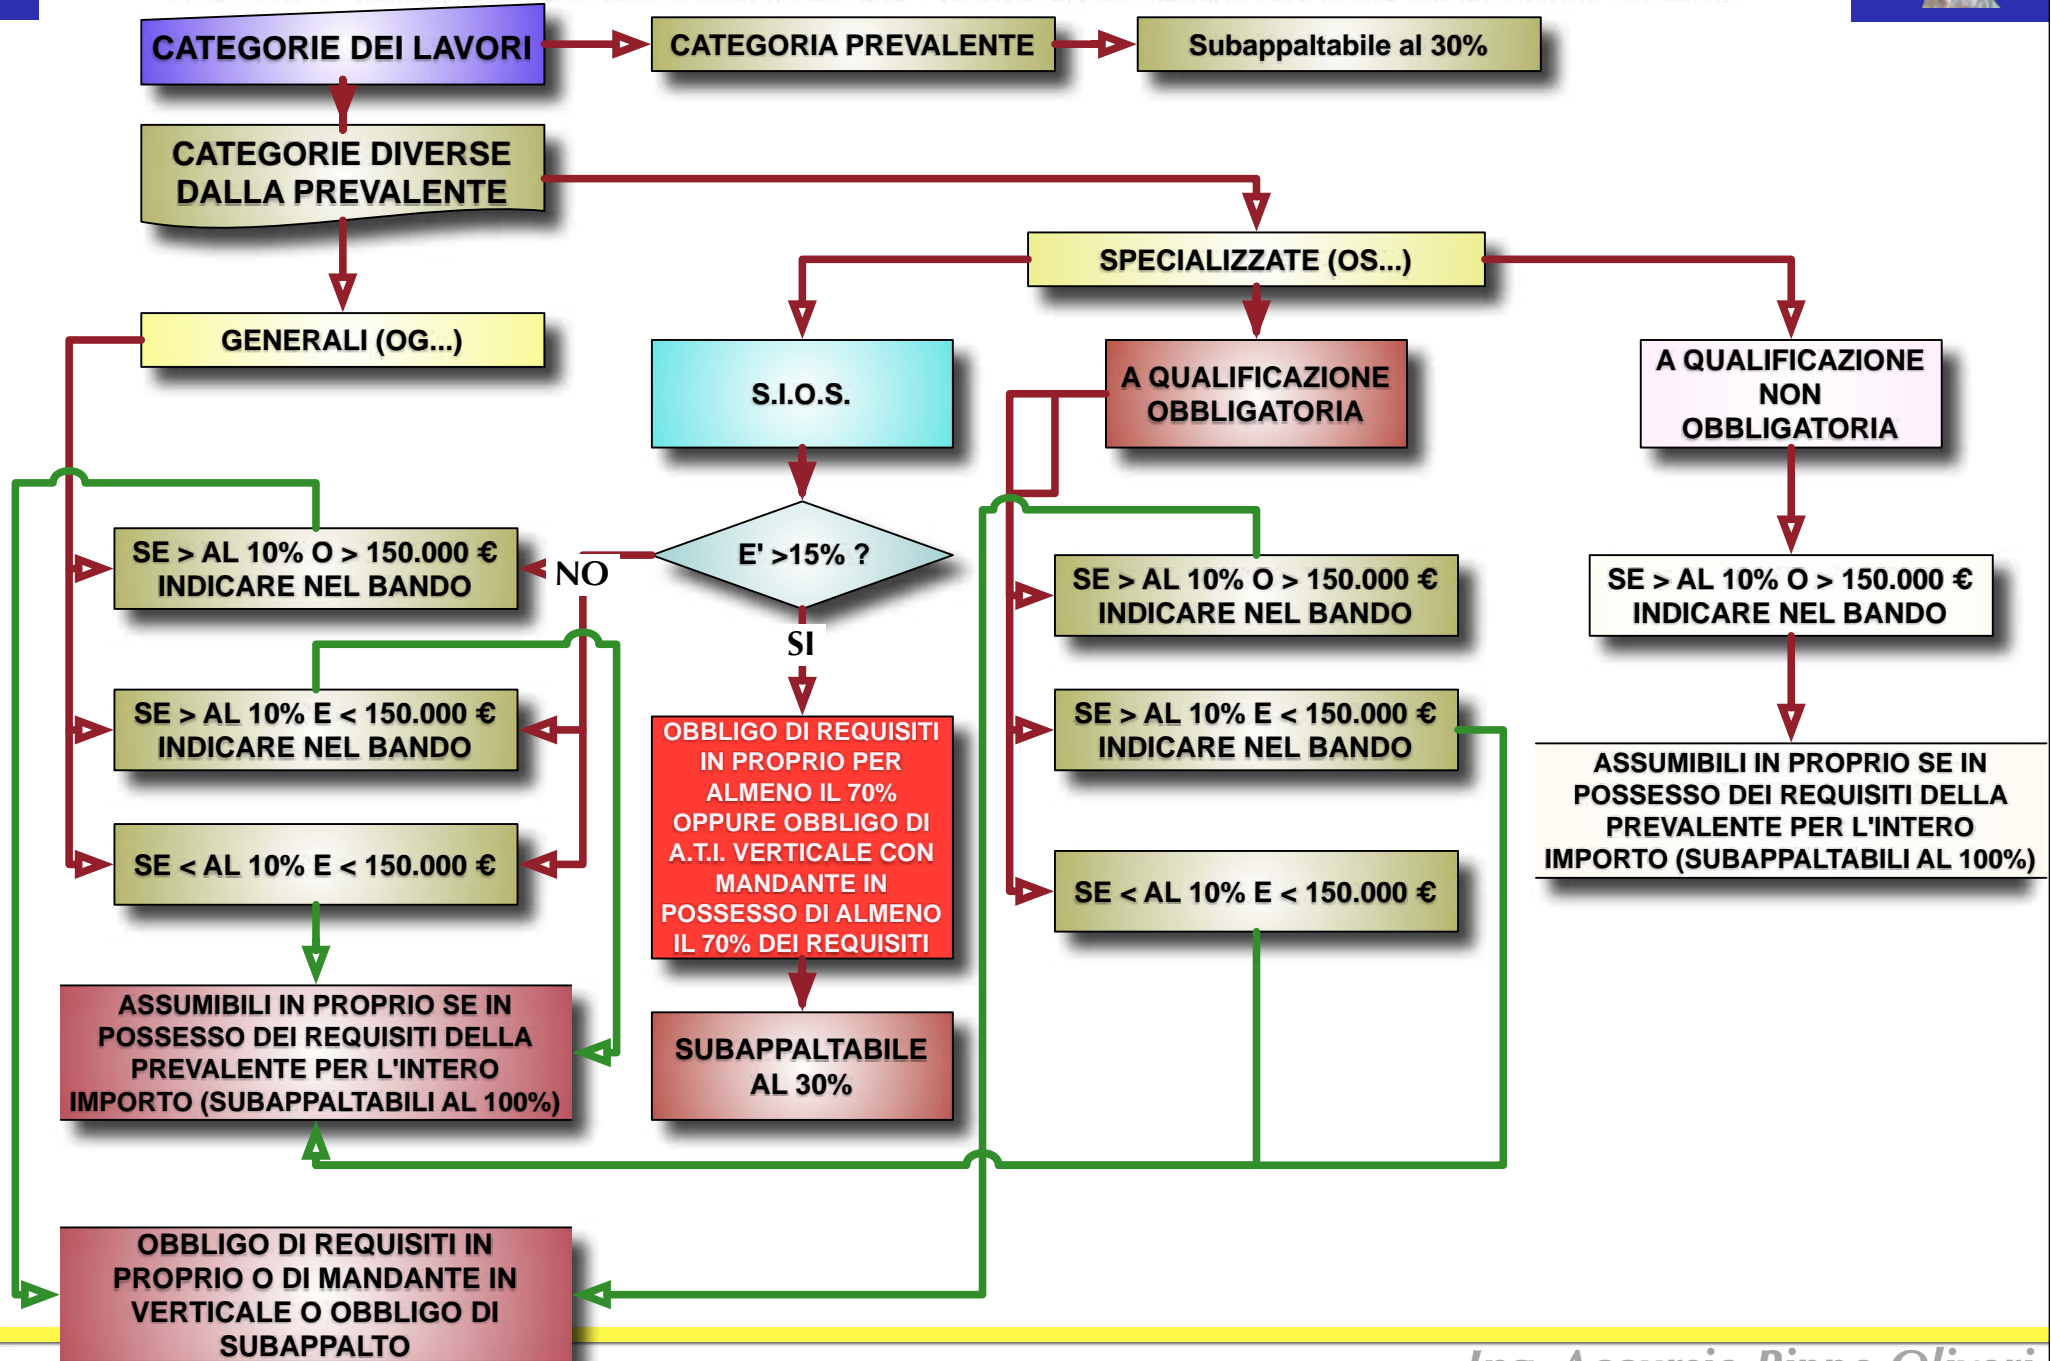 CATEGORIE DEI LAVORI
CATEGORIA PREVALENTE
Subappaltabile al 30%
CATEGORIE DIVERSE
DALLA PREVALENTE
SPECIALIZZATE (OS...)
GENERALI (OG...)
S.I.O.S.
A QUALIFICAZIONE
OBBLIGATORIA
A QUALIFICAZIONE
NON
OBBLIGATORIA
SE > AL 10% O > 150.000 €
INDICARE NEL BANDO
NO
E' >15% ?
SI
SE > AL 10% O > 150.000 €
INDICARE NEL BANDO
SE > AL 10% O > 150.000 €
INDICARE NEL BANDO
SE > AL 10% E < 150.000 €
INDICARE NEL BANDO
OBBLIGO DI REQUISITI
IN PROPRIO PER
ALMENO IL 70%
OPPURE OBBLIGO DI
A.T.I. VERTICALE CON
MANDANTE IN
POSSESSO DI ALMENO
IL 70% DEI REQUISITI
SE > AL 10% E < 150.000 €
INDICARE NEL BANDO
ASSUMIBILI IN PROPRIO SE IN
POSSESSO DEI REQUISITI DELLA
PREVALENTE PER L'INTERO
IMPORTO (SUBAPPALTABILI AL 100%)
SE < AL 10% E < 150.000 €
SE < AL 10% E < 150.000 €
ASSUMIBILI IN PROPRIO SE IN
POSSESSO DEI REQUISITI DELLA
PREVALENTE PER L'INTERO
IMPORTO (SUBAPPALTABILI AL 100%)
SUBAPPALTABILE
AL 30%
OBBLIGO DI REQUISITI IN
PROPRIO O DI MANDANTE IN
VERTICALE O OBBLIGO DI
SUBAPPALTO
Ing. Assunsio Pippo Oliveri